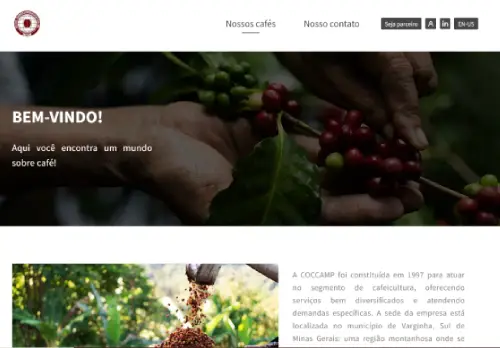 Nossos cafés
Nosso contato
Seja parceiro
EN-US
BEM-VINDO!
Aqui você encontra um mundo
sobre café!
A COCCAMP foi constituída em 1997 para atuar
no segmento de cafeicultura, oferecendo
serviços bem diversificados e atendendo
demandas específicas. A sede da empresa está
localizada no município de Varginha, Sul de
Minas Gerais: uma região montanhosa onde se